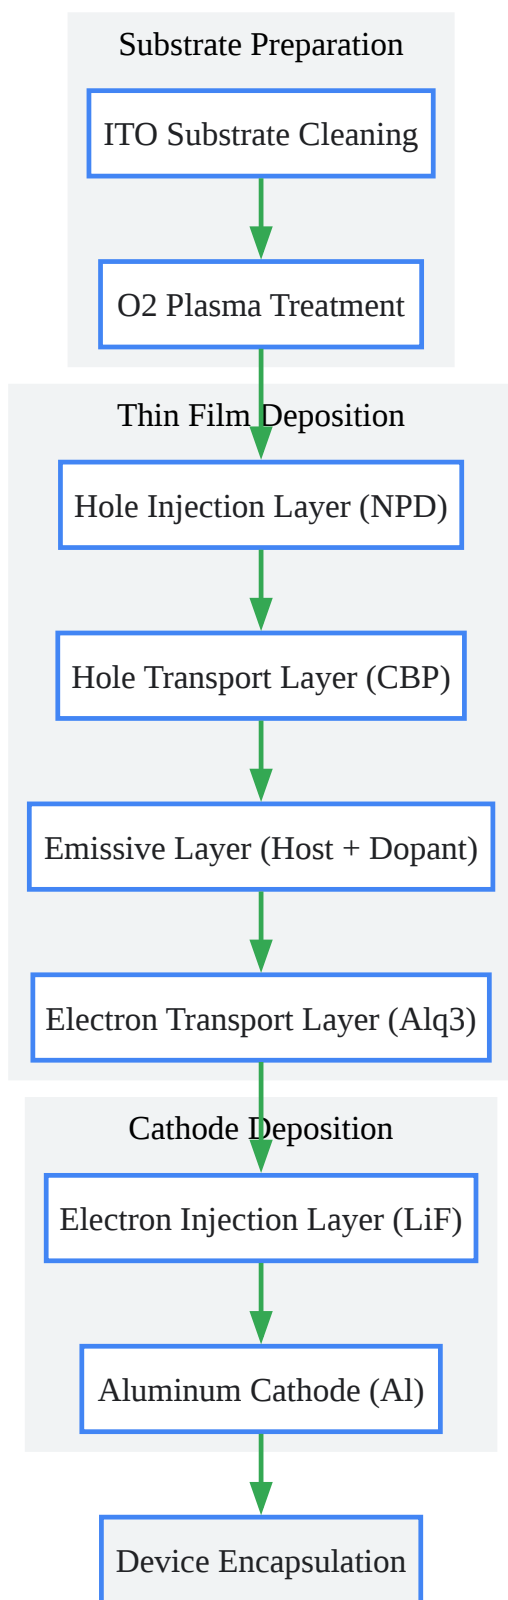 Substrate Preparation
ITO Substrate Cleaning
O2 Plasma Treatment
Thin Film Deposition
Hole Injection Layer (NPD)
Hole Transport Layer (CBP)
Emissive Layer (Host + Dopant)
Electron Transport Layer (Alq3)
Cathode Deposition
Electron Injection Layer (LiF)
Aluminum Cathode (Al)
Device Encapsulation